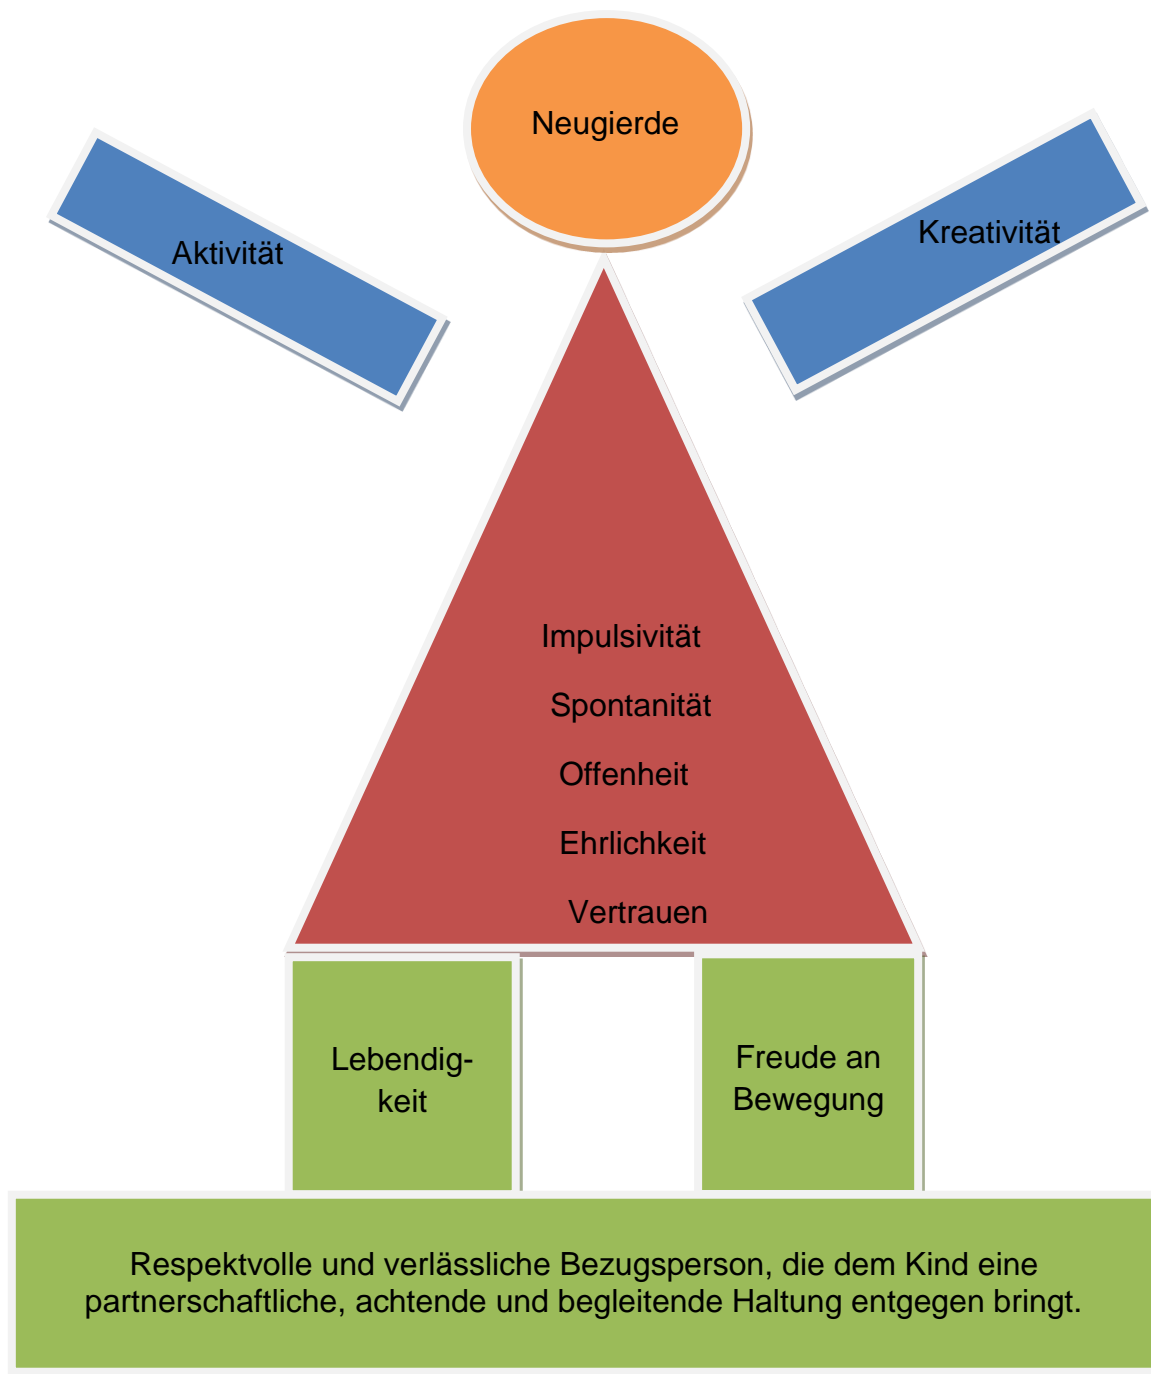 Neugierde
Aktivität
Kreativität
Impulsivität
Spontanität
Offenheit
Ehrlichkeit
Vertrauen
Lebendig-
keit
Freude an
Bewegung
Respektvolle und verlässliche Bezugsperson, die dem Kind eine
partnerschaftliche, achtende und begleitende Haltung entgegen bringt.